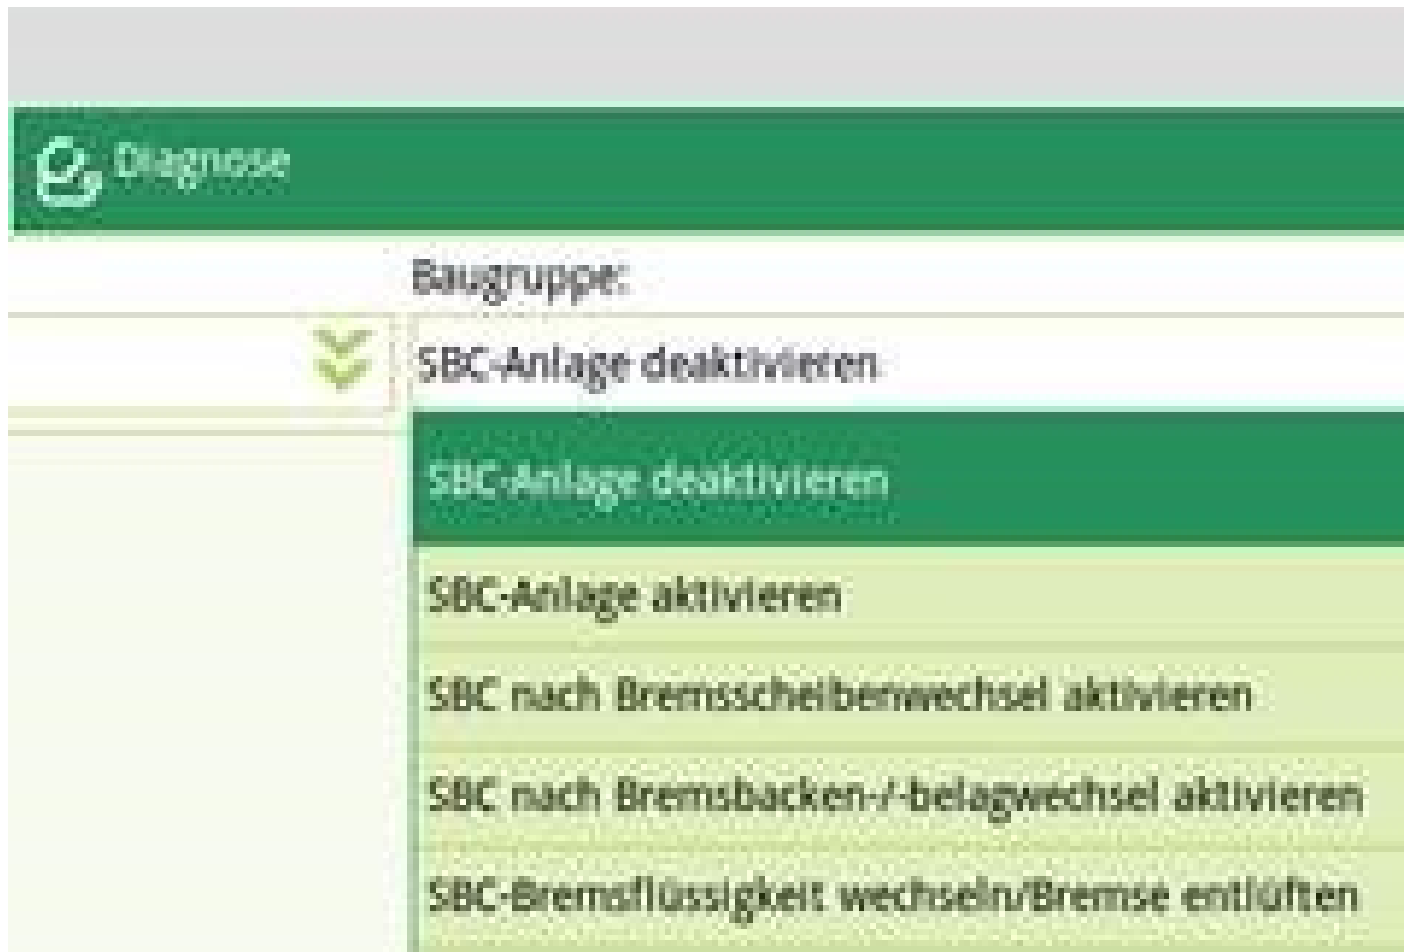 Diagnose
Baugruppe:
SBC-Anlage deaktivieren
SBC-Anlage deaktivieren
SBC-Anlage aktivieren
SBC nach Bremsscheibenwechsel aktivieren
SBC nach Bremsbacken-/-belagwechsel aktivieren
SBC-Bremsflüssigkeit wechseln/Bremse entlüften